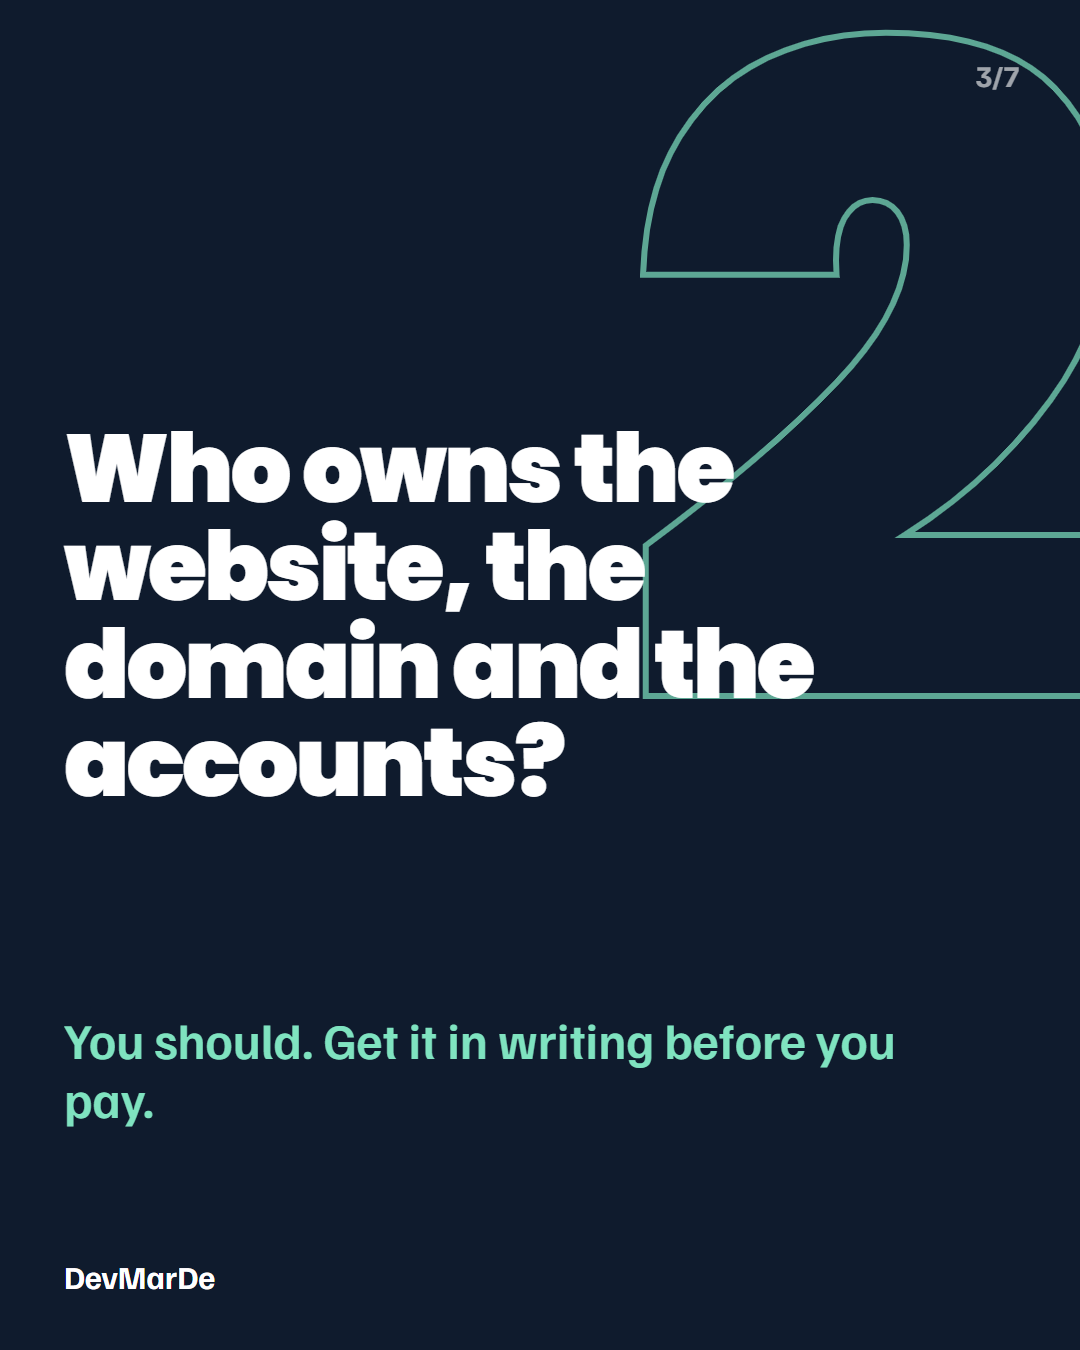 3/7
2
Who owns the
website, the
domain and the
accounts?
You should. Get it in writing before you
pay.
DevMarDe